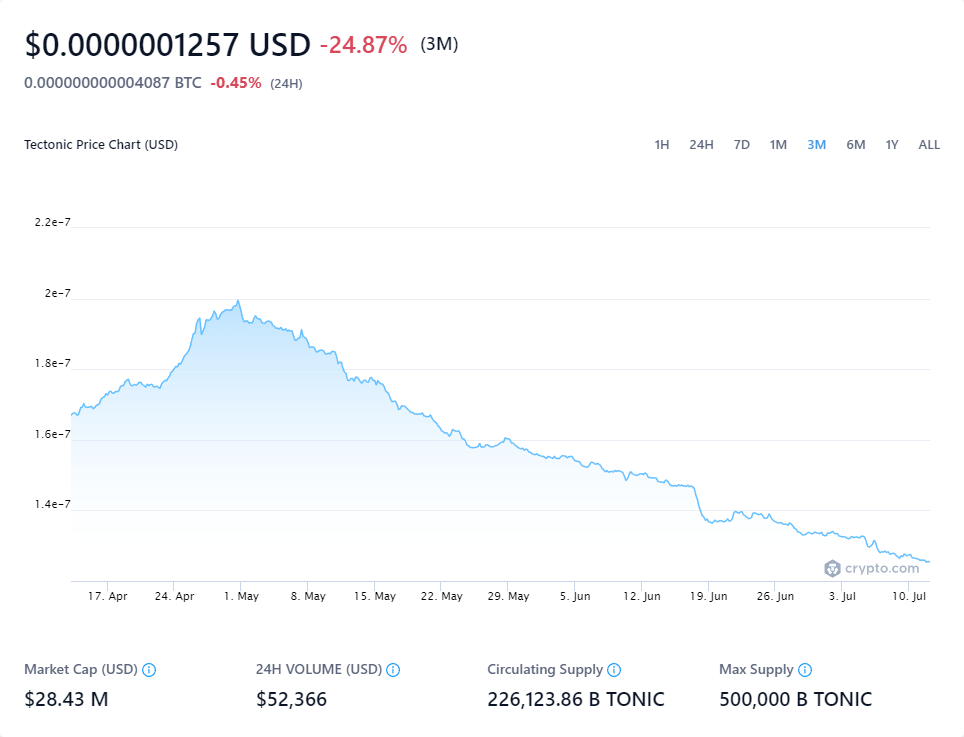 $0.0000001257 USD -24.87% (3M)
0.000000000004087 BTC -0.45% (24H)
Tectonic Price Chart (USD) 1H 24H 7D 1M 3M 6M 1Y ALL
2.2e-7
2e-7
1.8e-7
1.6e-7
1.4e-7
crypto.com
17. Apr 24. Apr 1. May 8. May 15. May 22. May 29. May 5. Jun 12. Jun 19. Jun 26. Jun 3. Jul 10. Jul
Market Cap (USD) 24H VOLUME (USD) Circulating Supply Max Supply
$28.43 M $52,366 226,123.86 B TONIC 500,000 B TONIC